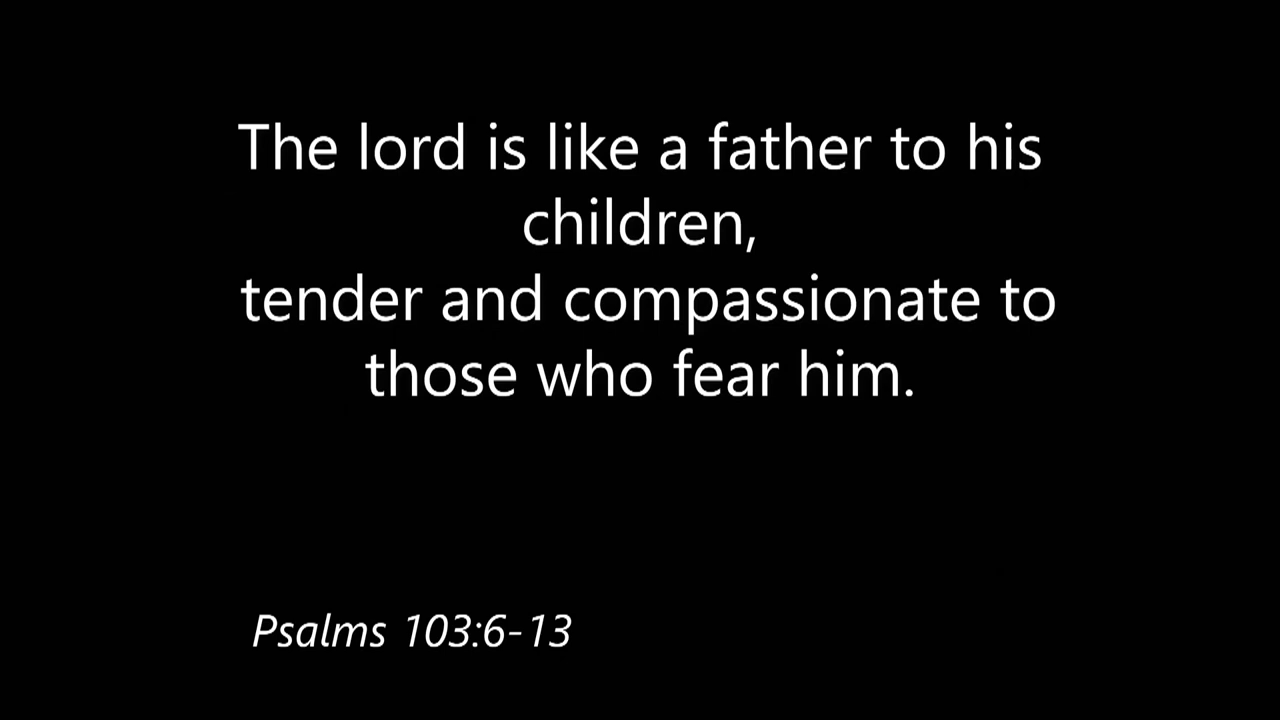 The lord is like a father to his
children,
tender and compassionate to
those who fear him.
Psalms 103:6-13